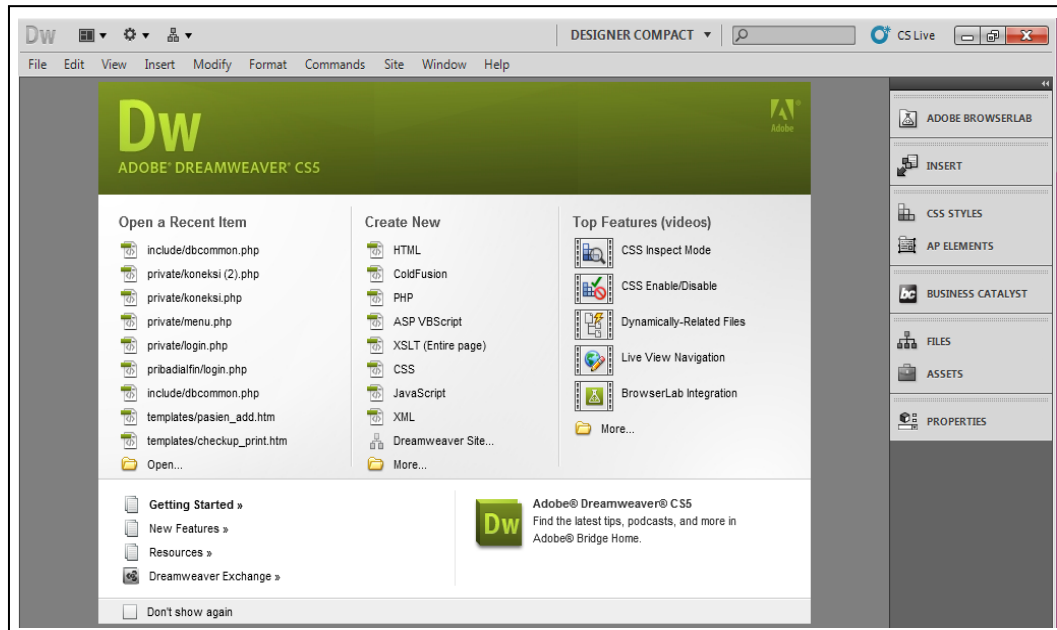 Dw DESIGNER COMPACT CS Live
File Edit View Insert Modify Format Commands Site Window Help
Dw
ADOBE® DREAMWEAVER® CS5
Adobe
Open a Recent Item
include/dbcommon.php
private/koneksi (2).php
private/koneksi.php
private/menu.php
private/login.php
pribadialfin/login.php
include/dbcommon.php
templates/pasien_add.htm
templates/checkup_print.htm
Open...
Create New
HTML
ColdFusion
PHP
ASP VBScript
XSLT (Entire page)
CSS
JavaScript
XML
Dreamweaver Site...
More...
Top Features (videos)
CSS Inspect Mode
CSS Enable/Disable
Dynamically-Related Files
Live View Navigation
BrowserLab Integration
More...
Getting Started »
New Features »
Resources »
Dreamweaver Exchange »
Dw
Adobe® Dreamweaver® CS5
Find the latest tips, podcasts, and more in
Adobe® Bridge Home.
Don't show again
ADOBE BROWSERLAB
INSERT
CSS STYLES
AP ELEMENTS
bc BUSINESS CATALYST
FILES
ASSETS
PROPERTIES